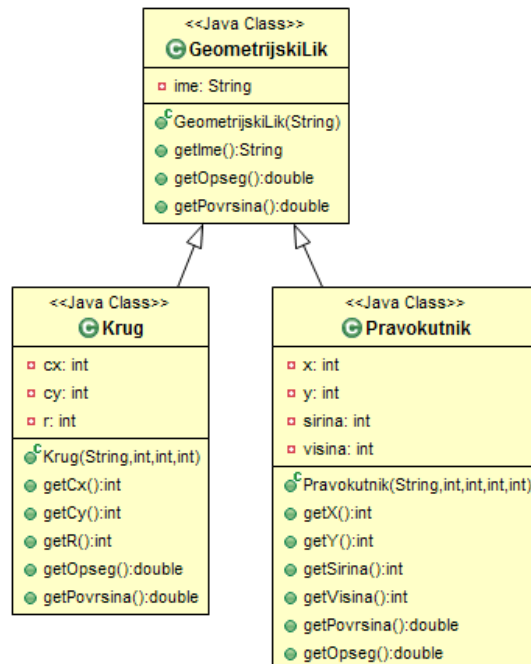 <<Java Class>>
GeometrijskiLik
ime: String
GeometrijskiLik(String)
getIme():String
getOpseg():double
getPovrsina():double
<<Java Class>>
Krug
cx: int
cy: int
r: int
Krug(String,int,int,int)
getCx():int
getCy():int
getR():int
getOpseg():double
getPovrsina():double
<<Java Class>>
Pravokutnik
x: int
y: int
sirina: int
visina: int
Pravokutnik(String,int,int,int,int)
getX():int
getY():int
getSirina():int
getVisina():int
getPovrsina():double
getOpseg():double